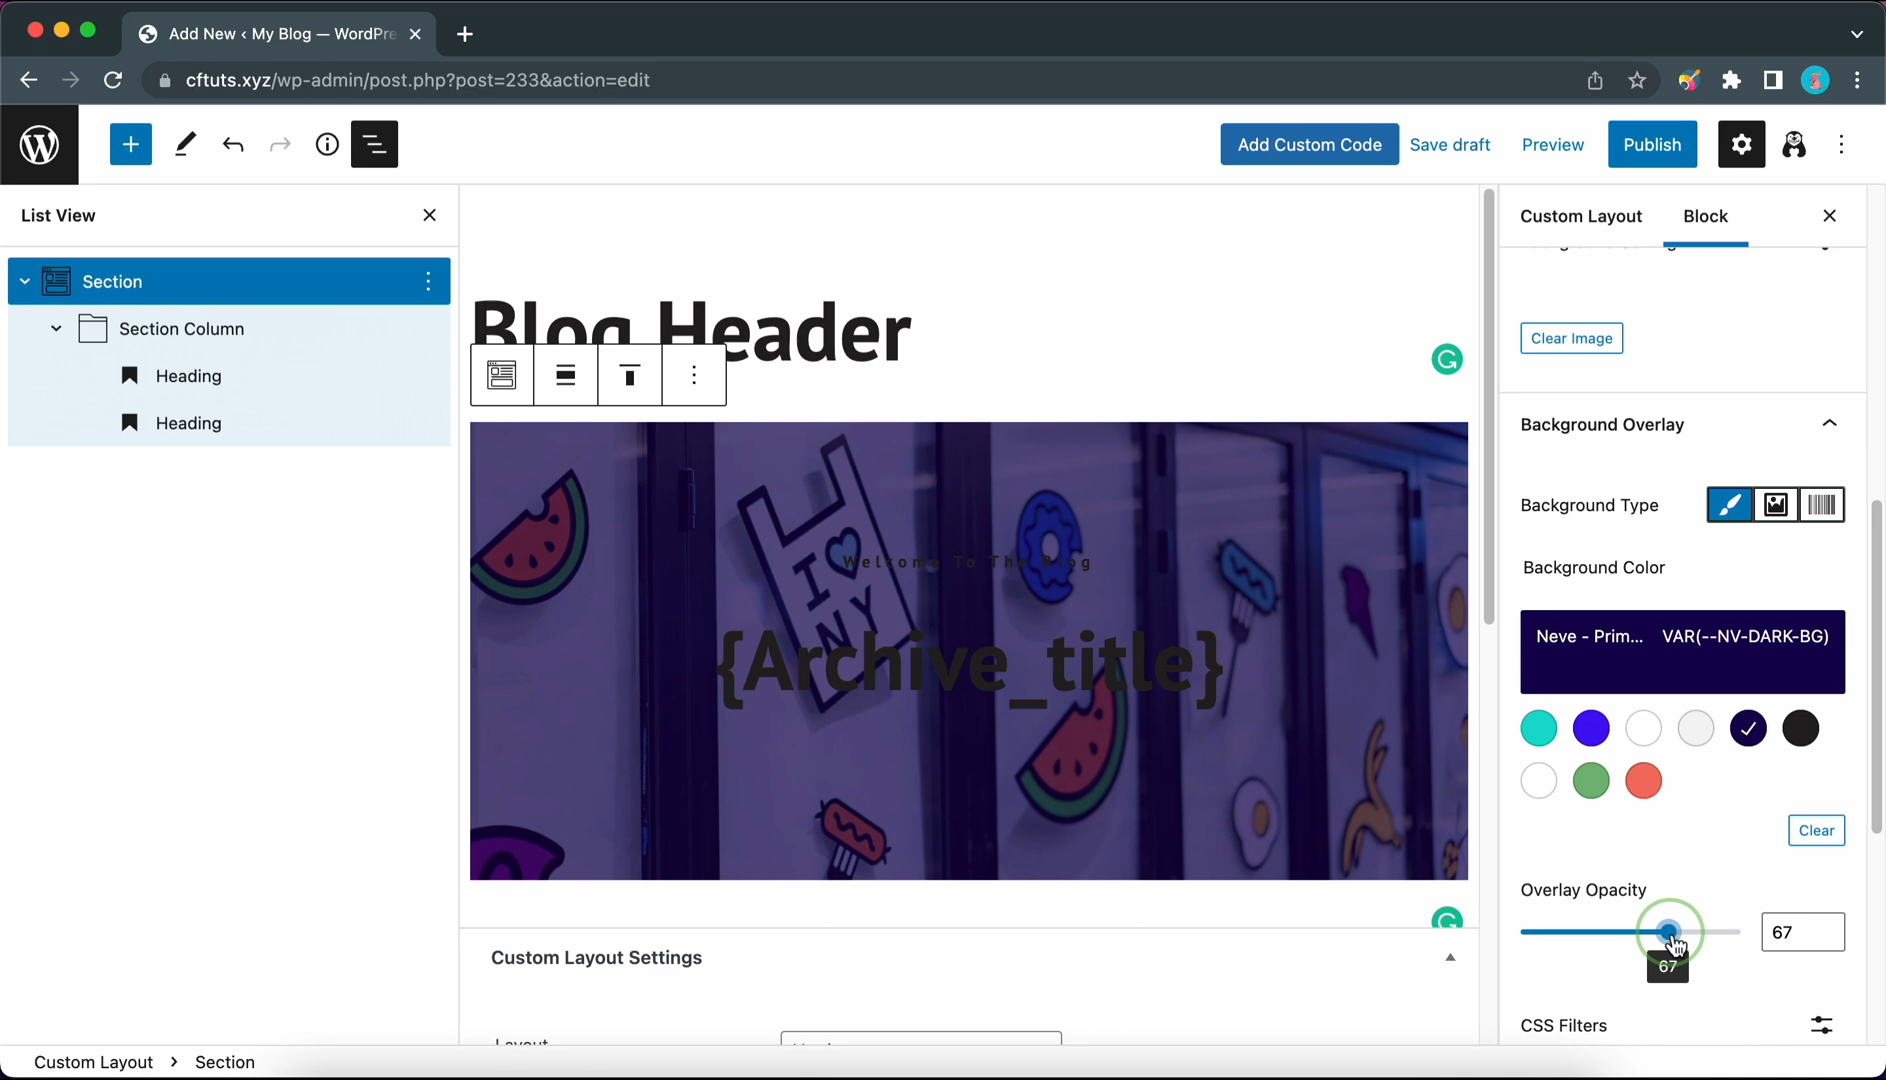 Add New ‹ My Blog — WordPre
cftuts.xyz/wp-admin/post.php?post=233&action=edit
Add Custom Code
Save draft
Preview
Publish
List View
Custom Layout
Block
Section
Section Column
Heading
Heading
Blog Header
Clear Image
I
NY
Welcome To The Blog
{Archive_title}
Background Overlay
Background Type
Background Color
Neve - Prim... VAR(--NV-DARK-BG)
Clear
Overlay Opacity
67
67
CSS Filters
Custom Layout Settings
Layout
Custom Layout › Section